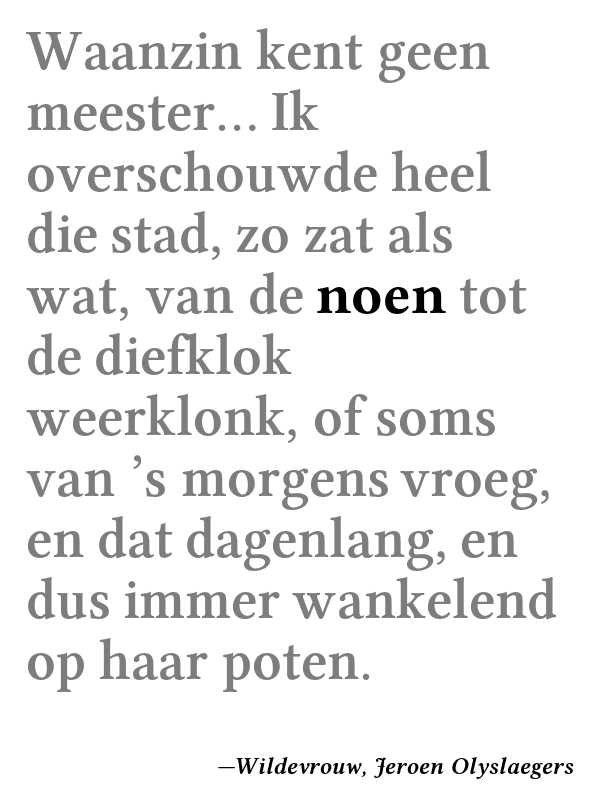 Waanzin kent geen
meester... Ik
overschouwde heel
die stad, zo zat als
wat, van de noen tot
de diefklok
weerklonk, of soms
van ’s morgens vroeg,
en dat dagenlang, en
dus immer wankelend
op haar poten.
—Wildevrouw, Jeroen Olyslaegers